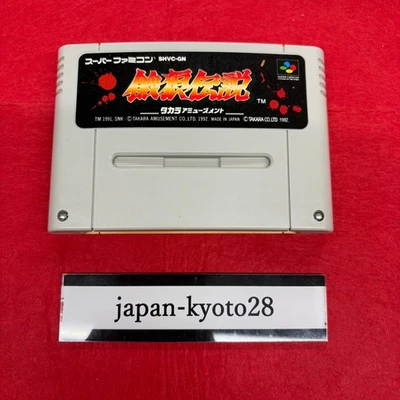 スーパーファミコン® SHVC-GN
餓狼伝説
TM
タカラアミューズメント
TM 1991, SNK. ©TAKARA AMUSEMENT CO.,LTD. 1992. MADE IN JAPAN ©TAKARA CO.,LTD 1992.
japan-kyoto28